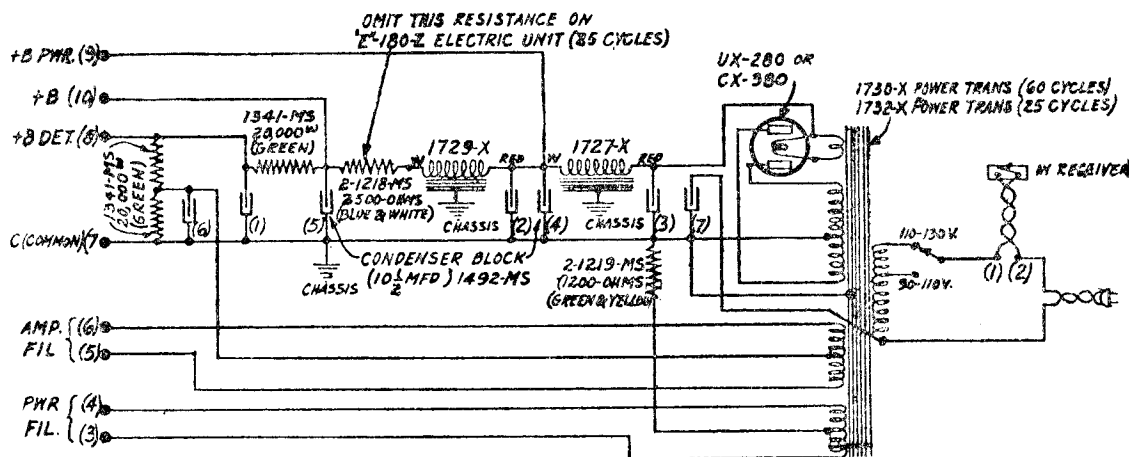 OMIT THIS RESISTANCE ON
"Z"-180-Z ELECTRIC UNIT (25 CYCLES)
+B PWR. (9)
+B (10)
+B DET. (8)
1341-MS
20,000ω
(GREEN)
1341-MS
20,000ω
(GREEN)
C (COMMON) (7
2-1218-MS
2500-OHMS
(BLUE & WHITE)
W
1729-X
RED
W
1727-X
RED
CHASSIS
CHASSIS
(6)
(1)
(5)
(2)
(4)
(3)
(7)
CHASSIS
CONDENSER BLOCK
(10 1/2 MFD) 1492-MS
2-1219-MS
(1200-OHMS
(GREEN & YELLOW)
UX-280 OR
CX-380
1730-X POWER TRANS (60 CYCLES)
1732-X POWER TRANS (25 CYCLES)
IN RECEIVER
110-130V.
90-110V.
(1) (2)
AMP. (6)
FIL (5)
PWR (4)
FIL. (3)